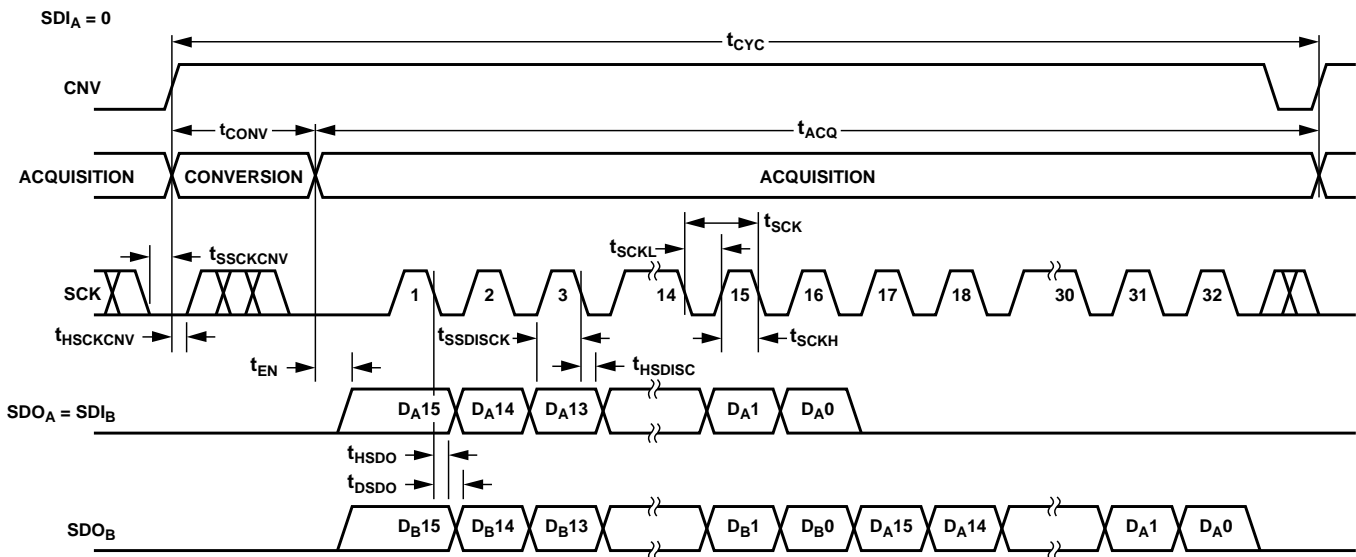 SDIA = 0
tCYC
CNV
tCONV
tACQ
ACQUISITION
CONVERSION
ACQUISITION
tSCK
tSCKL
tSSCKCNV
SCK
1
2
3
14
15
16
17
18
30
31
32
tHSCKCNV
tSSDISCK
tSCKH
tEN
tHSDISC
SDOA = SDIB
DA15
DA14
DA13
DA1
DA0
tHSDO
tDSDO
SDOB
DB15
DB14
DB13
DB1
DB0
DA15
DA14
DA1
DA0